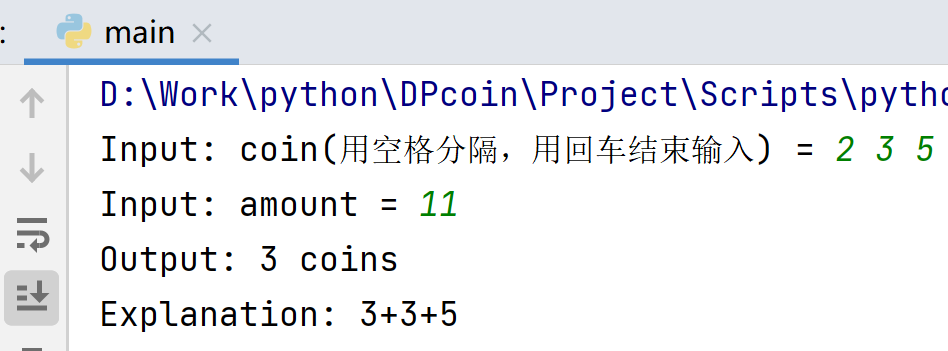 :
main
D:\Work\python\DPcoin\Project\Scripts\pytho
Input: coin(用空格分隔，用回车结束输入) = 2 3 5
Input: amount = 11
Output: 3 coins
Explanation: 3+3+5